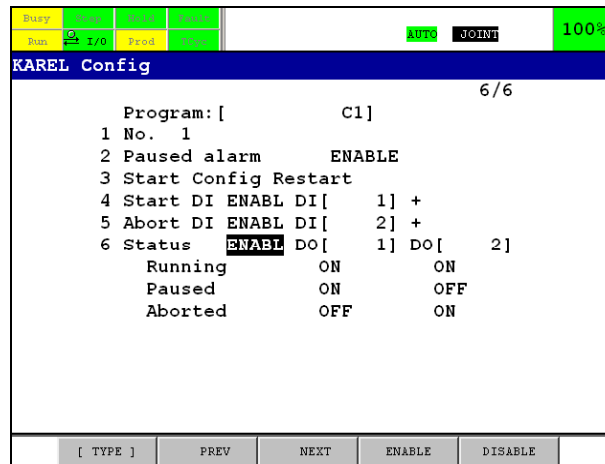 Busy Step Hold Fault
AUTO JOINT 100%
Run I/O Prod TCyc
KAREL Config
6/6
Program:[ C1]
1 No. 1
2 Paused alarm ENABLE
3 Start Config Restart
4 Start DI ENABL DI[ 1] +
5 Abort DI ENABL DI[ 2] +
6 Status ENABL DO[ 1] DO[ 2]
Running ON ON
Paused ON OFF
Aborted OFF ON
[ TYPE ] PREV NEXT ENABLE DISABLE